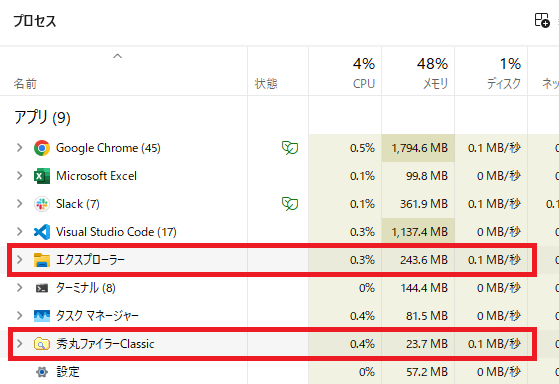 プロセス
4% 48% 1%
名前 状態 CPU メモリ ディスク ネッ
アプリ (9)
Google Chrome (45) 0.5% 1,794.6 MB 0.1 MB/秒
Microsoft Excel 0.1% 99.8 MB 0 MB/秒
Slack (7) 0.1% 361.9 MB 0.1 MB/秒
Visual Studio Code (17) 0.3% 1,137.4 MB 0 MB/秒
エクスプローラー 0.3% 243.6 MB 0.1 MB/秒
ターミナル (8) 0% 144.4 MB 0 MB/秒
タスク マネージャー 0.4% 81.5 MB 0 MB/秒
秀丸ファイラーClassic 0.4% 23.7 MB 0.1 MB/秒
設定 0% 57.2 MB 0 MB/秒